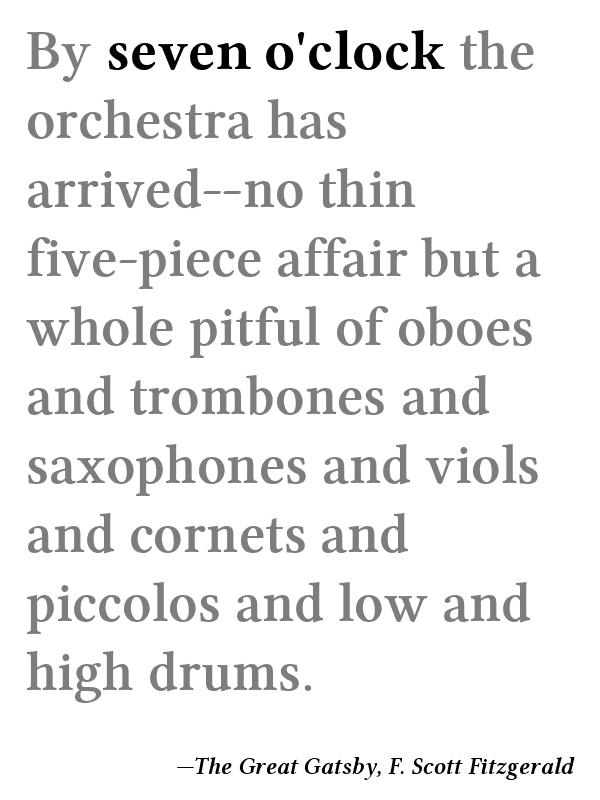 By seven o'clock the
orchestra has
arrived--no thin
five-piece affair but a
whole pitful of oboes
and trombones and
saxophones and viols
and cornets and
piccolos and low and
high drums.
—The Great Gatsby, F. Scott Fitzgerald